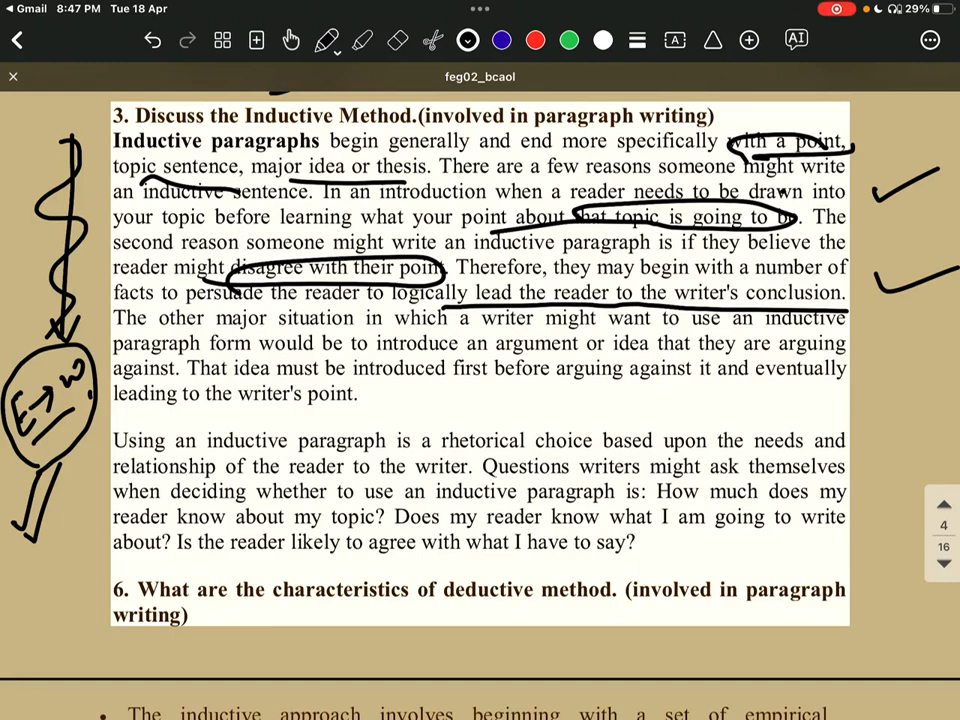 Gmail 8:47 PM Tue 18 Apr
29%
A
AI
feg02_bcaol
3. Discuss the Inductive Method.(involved in paragraph writing)
Inductive paragraphs begin generally and end more specifically with a point,
topic sentence, major idea or thesis. There are a few reasons someone might write
an inductive sentence. In an introduction when a reader needs to be drawn into
your topic before learning what your point about that topic is going to be. The
second reason someone might write an inductive paragraph is if they believe the
reader might disagree with their point. Therefore, they may begin with a number of
facts to persuade the reader to logically lead the reader to the writer's conclusion.
The other major situation in which a writer might want to use an inductive
paragraph form would be to introduce an argument or idea that they are arguing
against. That idea must be introduced first before arguing against it and eventually
leading to the writer's point.
E→W
Using an inductive paragraph is a rhetorical choice based upon the needs and
relationship of the reader to the writer. Questions writers might ask themselves
when deciding whether to use an inductive paragraph is: How much does my
reader know about my topic? Does my reader know what I am going to write
about? Is the reader likely to agree with what I have to say?
4
16
6. What are the characteristics of deductive method. (involved in paragraph
writing)
• The inductive approach involves beginning with a set of empirical